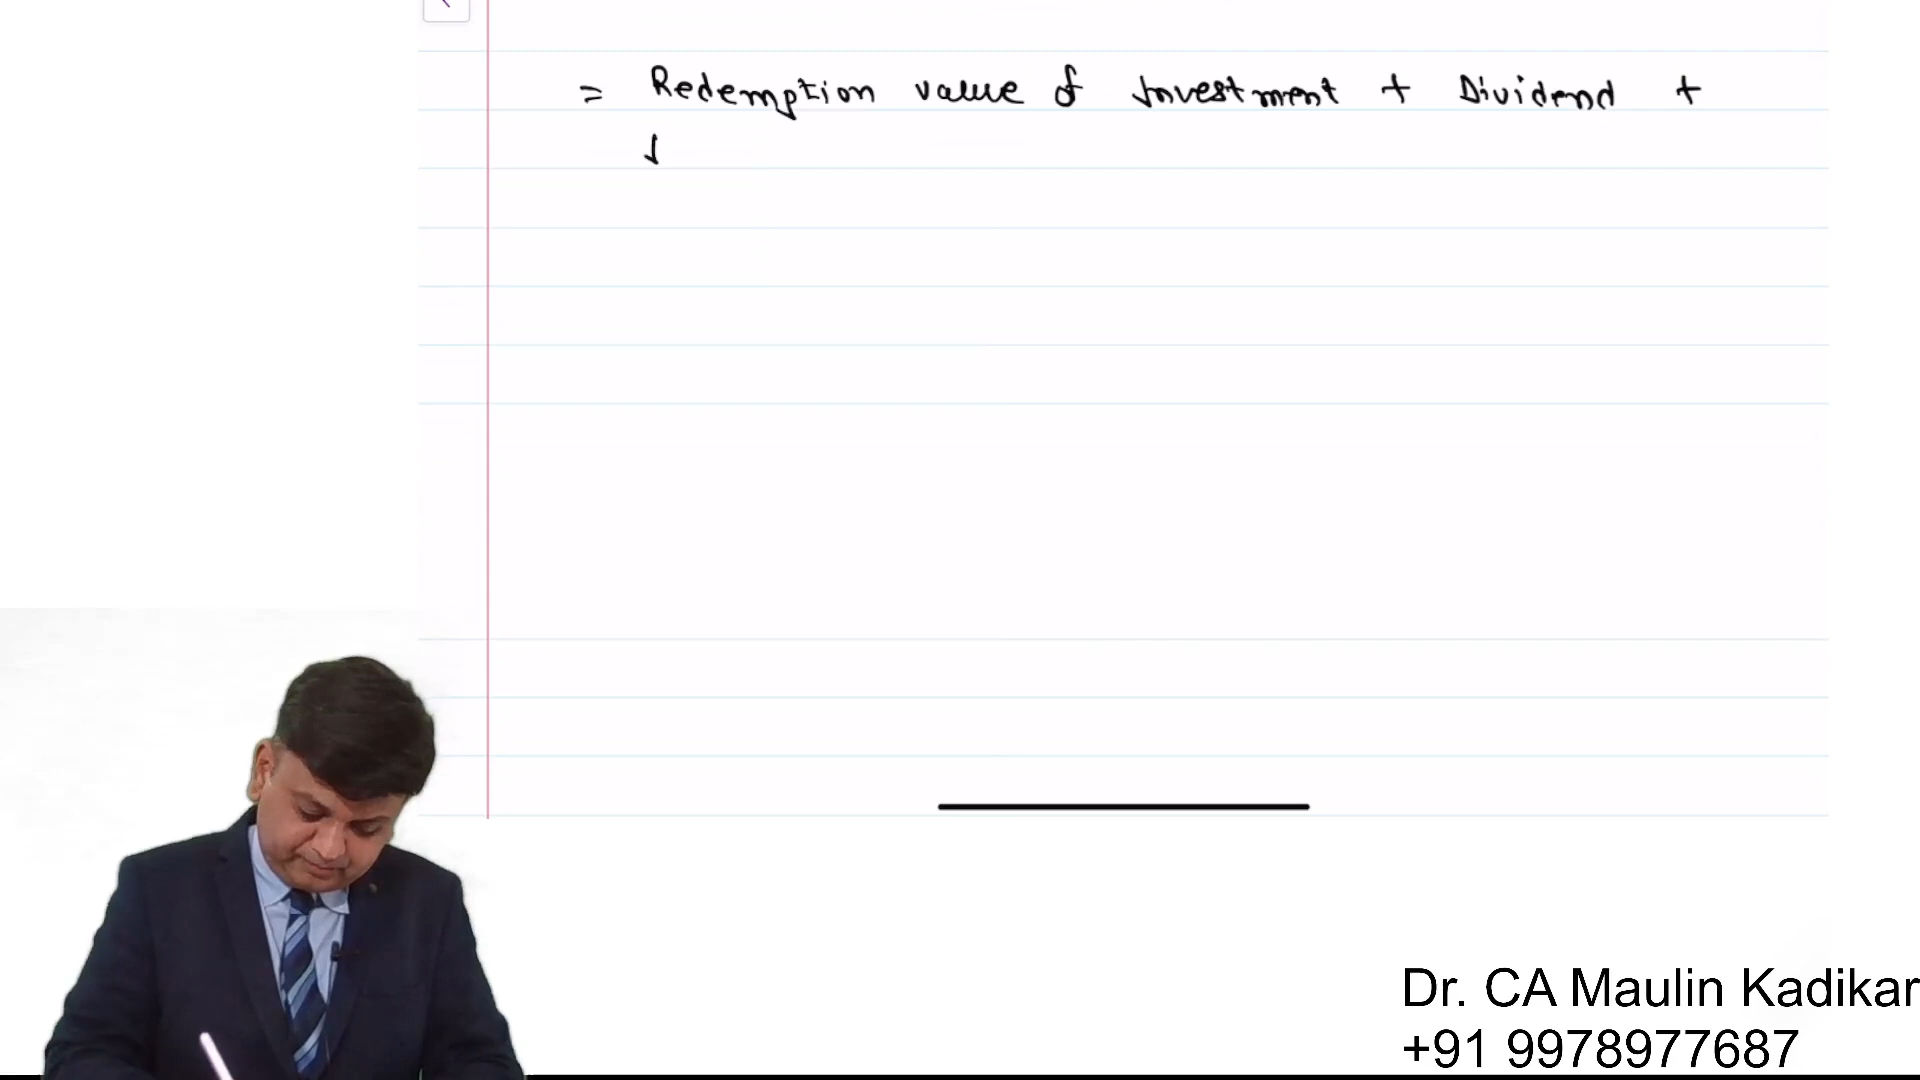 = Redemption value of Investment + Dividend +
Dr. CA Maulin Kadikar
+91 9978977687